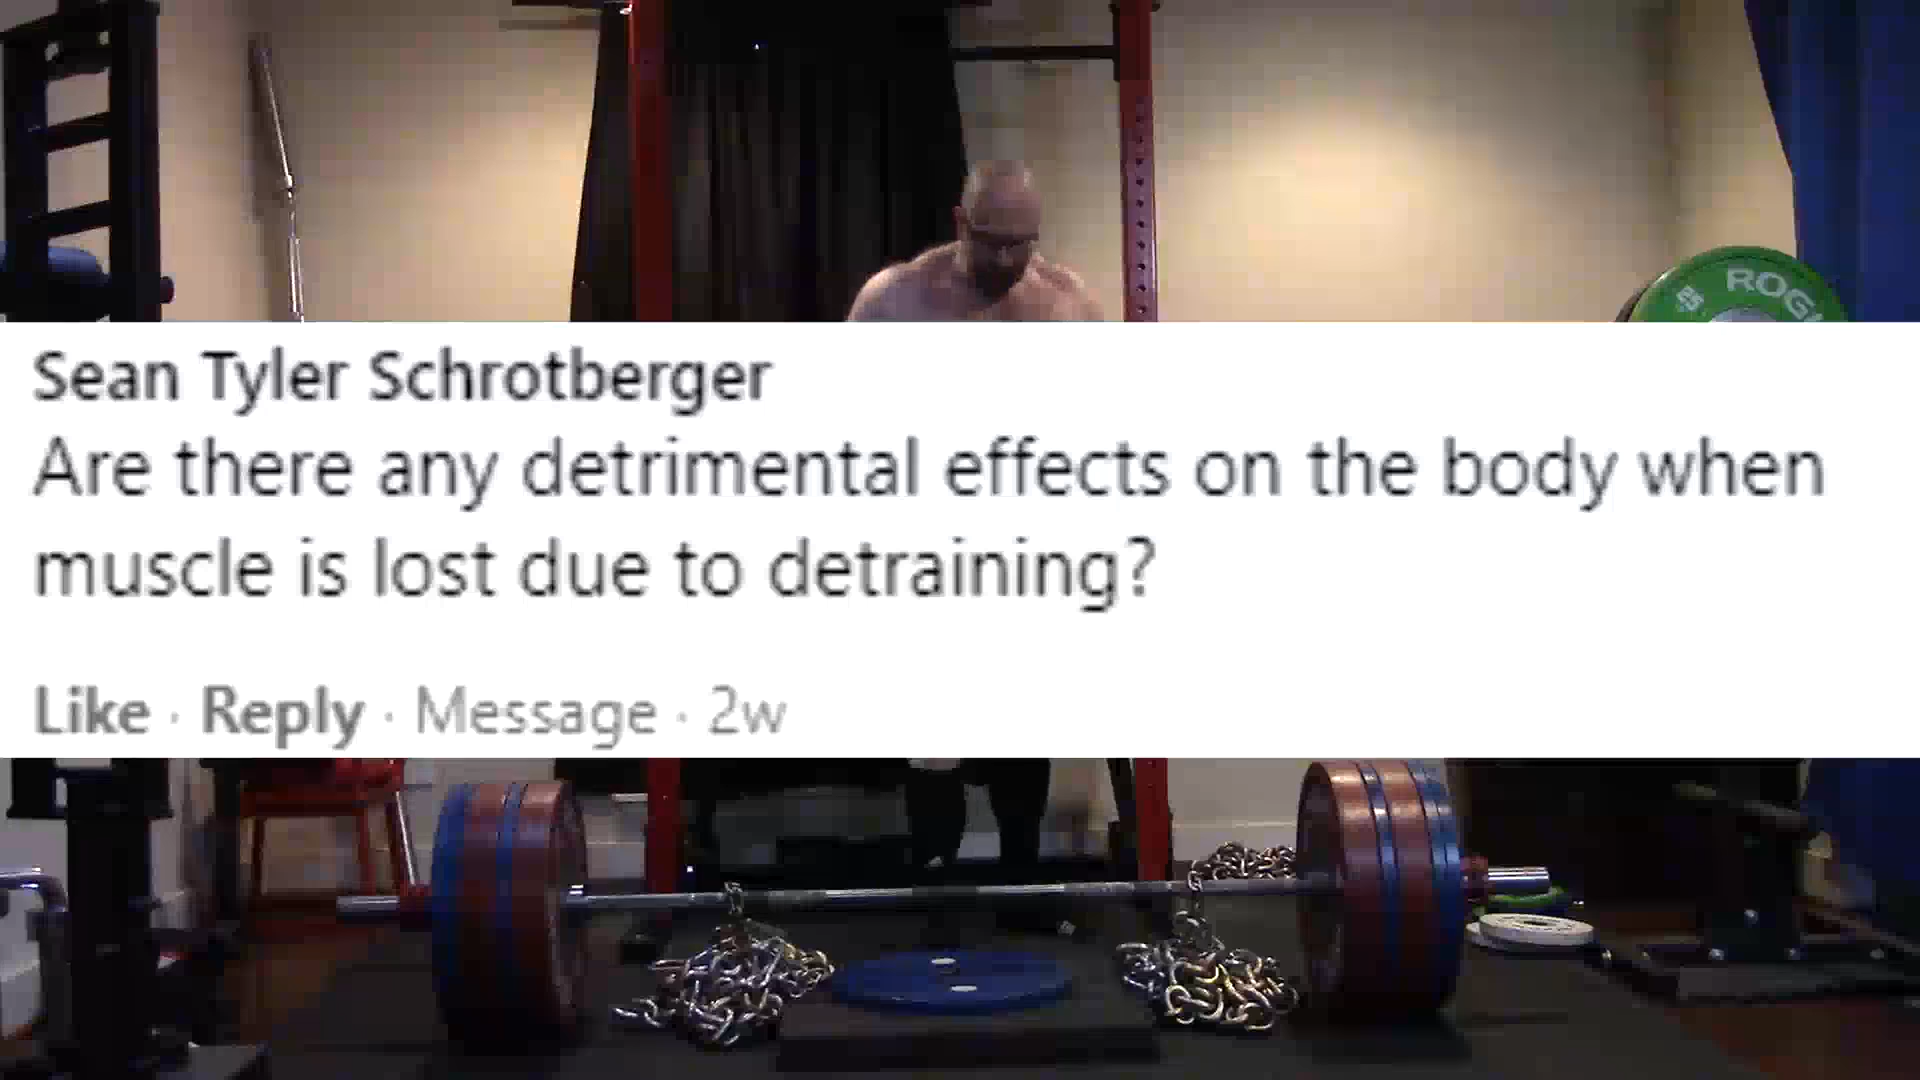 ROG
25
Sean Tyler Schrotberger
Are there any detrimental effects on the body when
muscle is lost due to detraining?
Like · Reply · Message · 2w